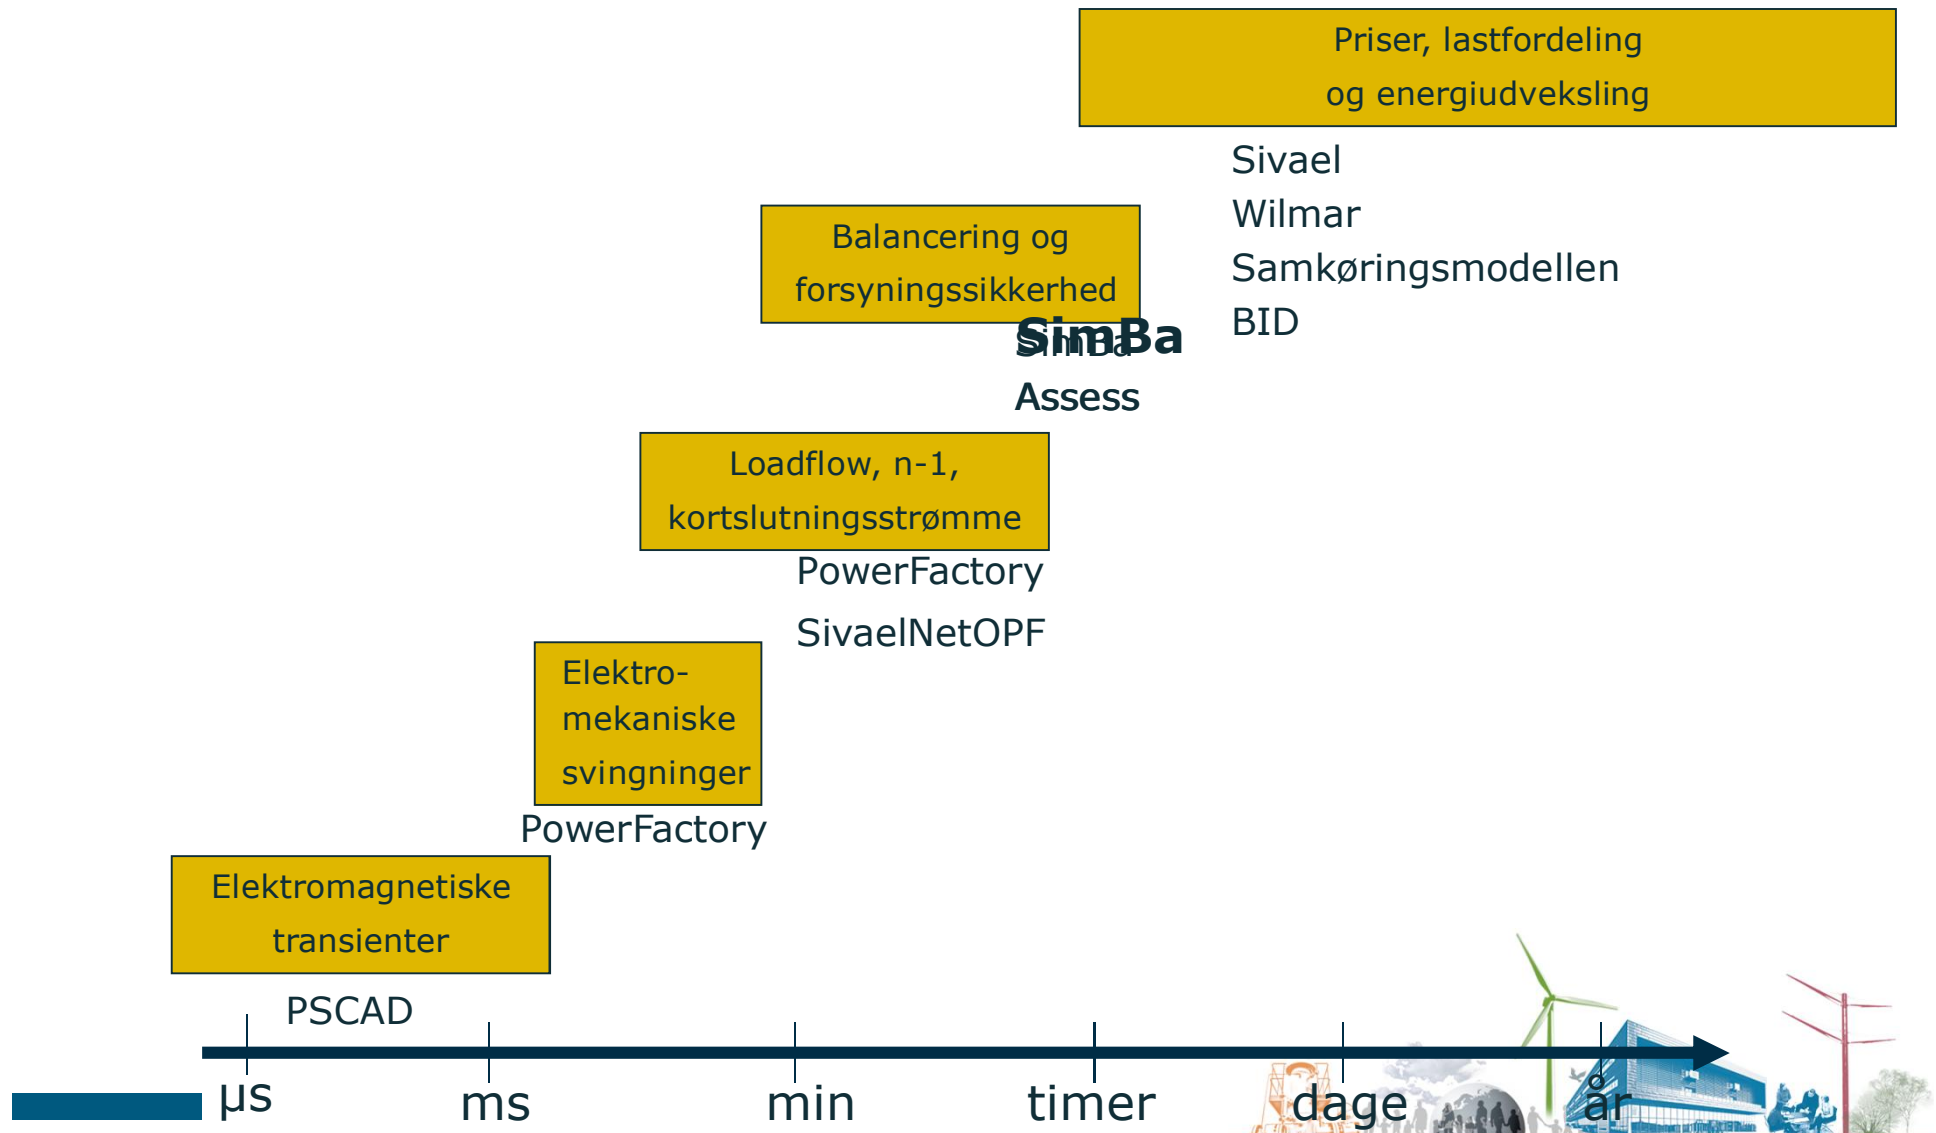 Priser, lastfordeling
og energiudveksling
Sivael
Wilmar
Samkøringsmodellen
BID
Balancering og
forsyningssikkerhed
SimBa
SimBa
Assess
Loadflow, n-1,
kortslutningsstrømme
PowerFactory
SivaelNetOPF
Elektro-
mekaniske
svingninger
PowerFactory
Elektromagnetiske
transienter
PSCAD
µs ms min timer dage år